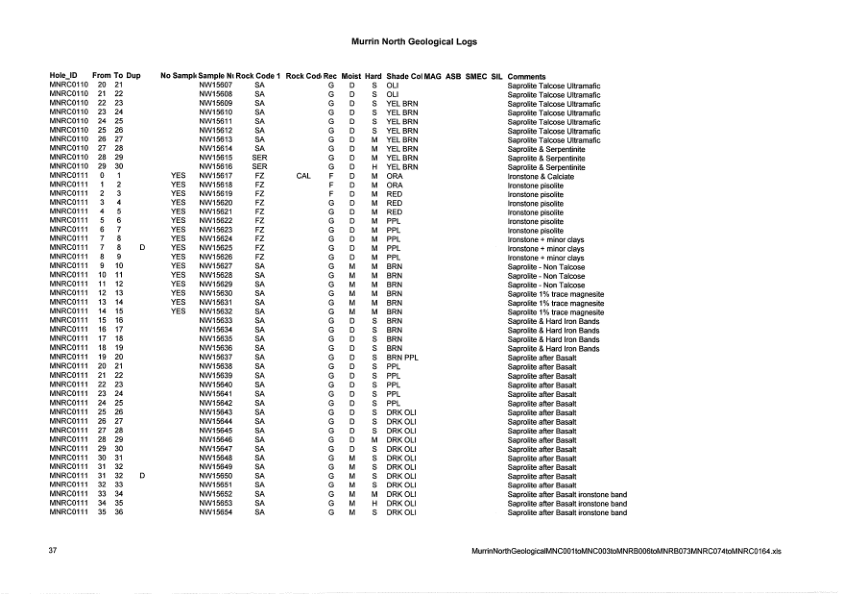 Murrin North Geological Logs
Hole_ID From To Dup No Sampl Sample N Rock Code 1 Rock Cod Rec Moist Hard Shade Col MAG ASB SMEC SIL Comments
MNRC0110 20 21 NW15607 SA G D S OLI Saprolite Talcose Ultramafic
MNRC0110 21 22 NW15608 SA G D S OLI Saprolite Talcose Ultramafic
MNRC0110 22 23 NW15609 SA G D S YEL BRN Saprolite Talcose Ultramafic
MNRC0110 23 24 NW15610 SA G D S YEL BRN Saprolite Talcose Ultramafic
MNRC0110 24 25 NW15611 SA G D S YEL BRN Saprolite Talcose Ultramafic
MNRC0110 25 26 NW15612 SA G D S YEL BRN Saprolite Talcose Ultramafic
MNRC0110 26 27 NW15613 SA G D M YEL BRN Saprolite Talcose Ultramafic
MNRC0110 27 28 NW15614 SA G D M YEL BRN Saprolite & Serpentinite
MNRC0110 28 29 NW15615 SER G D M YEL BRN Saprolite & Serpentinite
MNRC0110 29 30 NW15616 SER G D H YEL BRN Saprolite & Serpentinite
MNRC0111 0 1 YES NW15617 FZ CAL F D M ORA Ironstone & Calciate
MNRC0111 1 2 YES NW15618 FZ F D M ORA Ironstone pisolite
MNRC0111 2 3 YES NW15619 FZ F D M RED Ironstone pisolite
MNRC0111 3 4 YES NW15620 FZ G D M RED Ironstone pisolite
MNRC0111 4 5 YES NW15621 FZ G D M RED Ironstone pisolite
MNRC0111 5 6 YES NW15622 FZ G D M PPL Ironstone pisolite
MNRC0111 6 7 YES NW15623 FZ G D M PPL Ironstone pisolite
MNRC0111 7 8 YES NW15624 FZ G D M PPL Ironstone + minor clays
MNRC0111 7 8 D YES NW15625 FZ G D M PPL Ironstone + minor clays
MNRC0111 8 9 YES NW15626 FZ G D M PPL Ironstone + minor clays
MNRC0111 9 10 YES NW15627 SA G M M BRN Saprolite - Non Talcose
MNRC0111 10 11 YES NW15628 SA G M M BRN Saprolite - Non Talcose
MNRC0111 11 12 YES NW15629 SA G M M BRN Saprolite - Non Talcose
MNRC0111 12 13 YES NW15630 SA G M M BRN Saprolite 1% trace magnesite
MNRC0111 13 14 YES NW15631 SA G M M BRN Saprolite 1% trace magnesite
MNRC0111 14 15 YES NW15632 SA G M M BRN Saprolite 1% trace magnesite
MNRC0111 15 16 NW15633 SA G D S BRN Saprolite & Hard Iron Bands
MNRC0111 16 17 NW15634 SA G D S BRN Saprolite & Hard Iron Bands
MNRC0111 17 18 NW15635 SA G D S BRN Saprolite & Hard Iron Bands
MNRC0111 18 19 NW15636 SA G D S BRN Saprolite & Hard Iron Bands
MNRC0111 19 20 NW15637 SA G D S BRN PPL Saprolite after Basalt
MNRC0111 20 21 NW15638 SA G D S PPL Saprolite after Basalt
MNRC0111 21 22 NW15639 SA G D S PPL Saprolite after Basalt
MNRC0111 22 23 NW15640 SA G D S PPL Saprolite after Basalt
MNRC0111 23 24 NW15641 SA G D S PPL Saprolite after Basalt
MNRC0111 24 25 NW15642 SA G D S PPL Saprolite after Basalt
MNRC0111 25 26 NW15643 SA G D S DRK OLI Saprolite after Basalt
MNRC0111 26 27 NW15644 SA G D S DRK OLI Saprolite after Basalt
MNRC0111 27 28 NW15645 SA G D S DRK OLI Saprolite after Basalt
MNRC0111 28 29 NW15646 SA G D M DRK OLI Saprolite after Basalt
MNRC0111 29 30 NW15647 SA G D S DRK OLI Saprolite after Basalt
MNRC0111 30 31 NW15648 SA G M S DRK OLI Saprolite after Basalt
MNRC0111 31 32 NW15649 SA G M S DRK OLI Saprolite after Basalt
MNRC0111 31 32 D NW15650 SA G M S DRK OLI Saprolite after Basalt
MNRC0111 32 33 NW15651 SA G M S DRK OLI Saprolite after Basalt
MNRC0111 33 34 NW15652 SA G M M DRK OLI Saprolite after Basalt ironstone band
MNRC0111 34 35 NW15653 SA G M H DRK OLI Saprolite after Basalt ironstone band
MNRC0111 35 36 NW15654 SA G M S DRK OLI Saprolite after Basalt ironstone band
37 MurrinNorthGeologicalMNC001toMNC003toMNRB006toMNRB073MNRC074toMNRC0164.xls